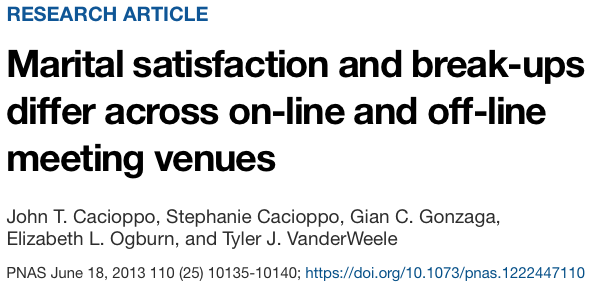 RESEARCH ARTICLE
Marital satisfaction and break-ups
differ across on-line and off-line
meeting venues
John T. Cacioppo, Stephanie Cacioppo, Gian C. Gonzaga,
Elizabeth L. Ogburn, and Tyler J. VanderWeele
PNAS June 18, 2013 110 (25) 10135-10140; https://doi.org/10.1073/pnas.1222447110